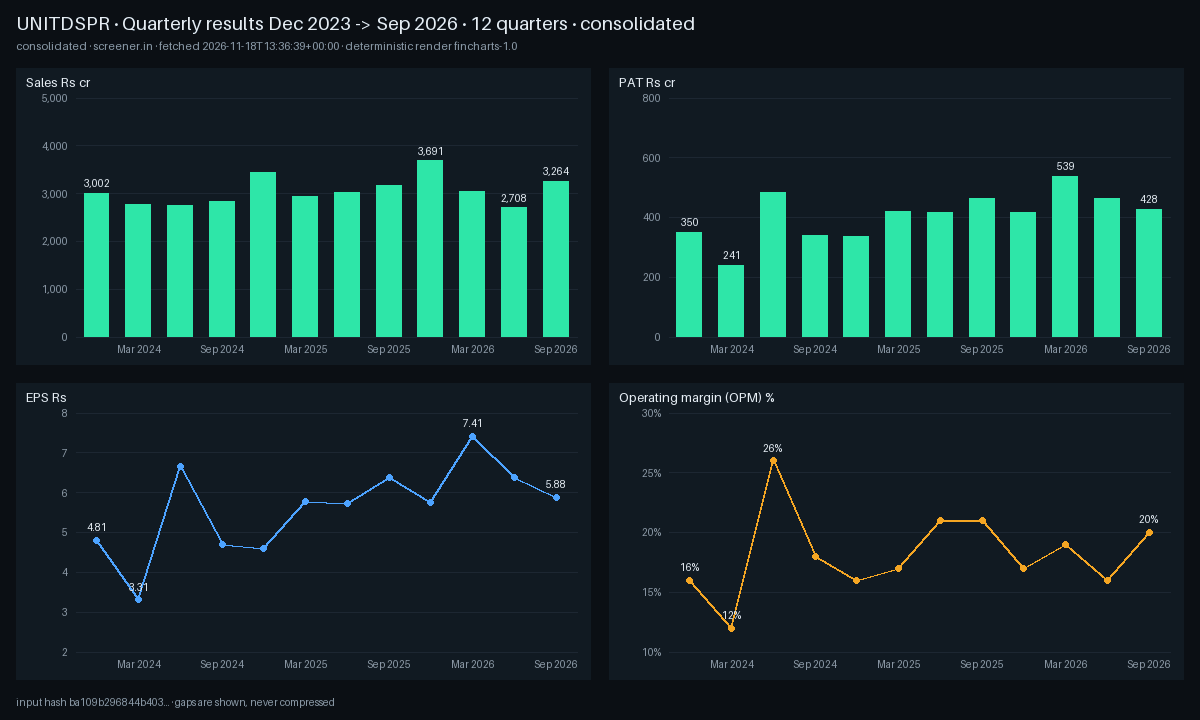 UNITDSPR · Quarterly results Dec 2023 -> Sep 2026 · 12 quarters · consolidated
consolidated · screener.in · fetched 2026-11-18T13:36:39+00:00 · deterministic render fincharts-1.0
Sales Rs cr
5,000
4,000
3,000
2,000
1,000
0
3,002
3,691
2,708
3,264
Mar 2024
Sep 2024
Mar 2025
Sep 2025
Mar 2026
Sep 2026
PAT Rs cr
800
600
400
200
0
350
241
539
428
Mar 2024
Sep 2024
Mar 2025
Sep 2025
Mar 2026
Sep 2026
EPS Rs
8
7
6
5
4
3
2
4.81
3.31
7.41
5.88
Mar 2024
Sep 2024
Mar 2025
Sep 2025
Mar 2026
Sep 2026
Operating margin (OPM) %
30%
25%
20%
15%
10%
16%
12%
26%
20%
Mar 2024
Sep 2024
Mar 2025
Sep 2025
Mar 2026
Sep 2026
input hash ba109b296844b403… · gaps are shown, never compressed